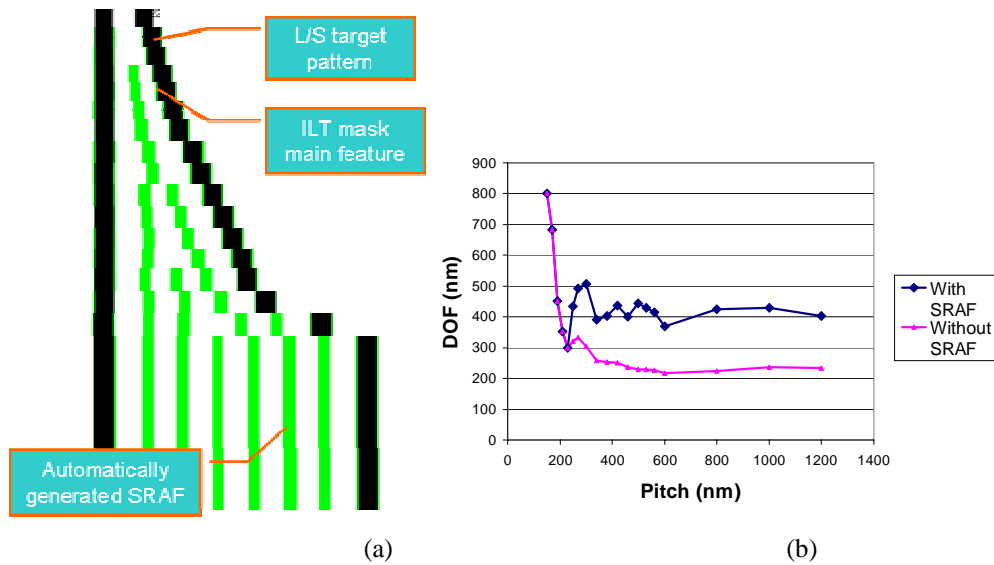 L/S target
pattern
ILT mask
main feature
Automatically
generated SRAF
(a)
900
800
700
600
500
400
300
200
100
0
DOF (nm)
0 200 400 600 800 1000 1200 1400
Pitch (nm)
With
SRAF
Without
SRAF
(b)